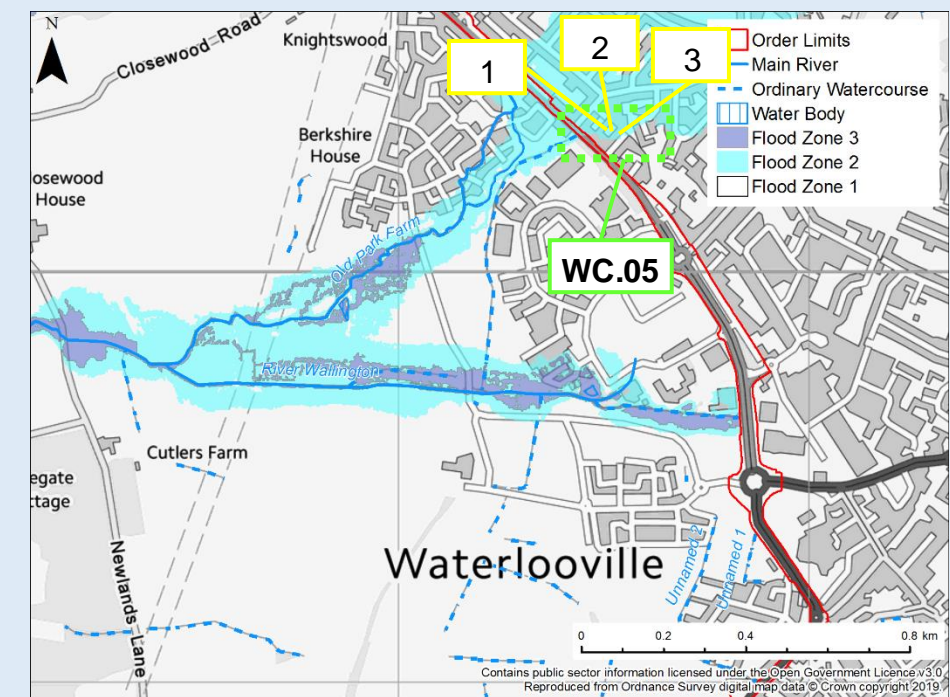 N
Closewood Road
Knightswood
1
2
3
Order Limits
Main River
Ordinary Watercourse
Water Body
Flood Zone 3
Flood Zone 2
Flood Zone 1
Berkshire
House
losewood
House
Old Park Farm
WC.05
River Wallington
Cutlers Farm
egate
ttage
Newlands Lane
Waterlooville
Unnamed 2
Unnamed 1
0 0.2 0.4 0.8 km
Contains public sector information licensed under the Open Government Licence v3.0
Reproduced from Ordnance Survey digital map data © Crown copyright 2019